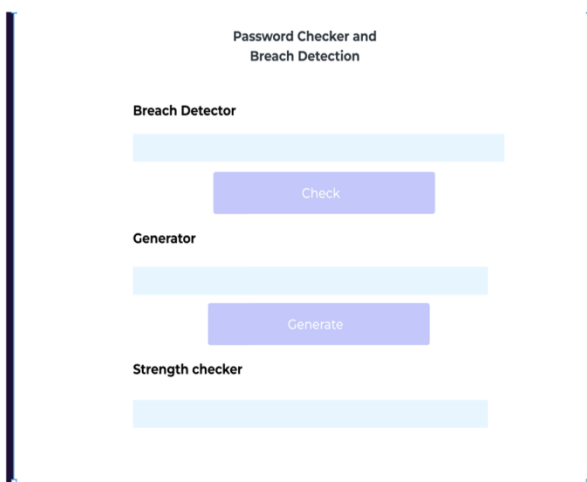 Password Checker and
Breach Detection
Breach Detector
Check
Generator
Generate
Strength checker